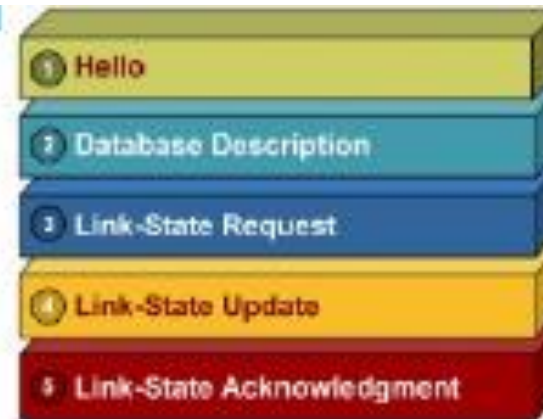 1 Hello
2 Database Description
3 Link-State Request
4 Link-State Update
5 Link-State Acknowledgment